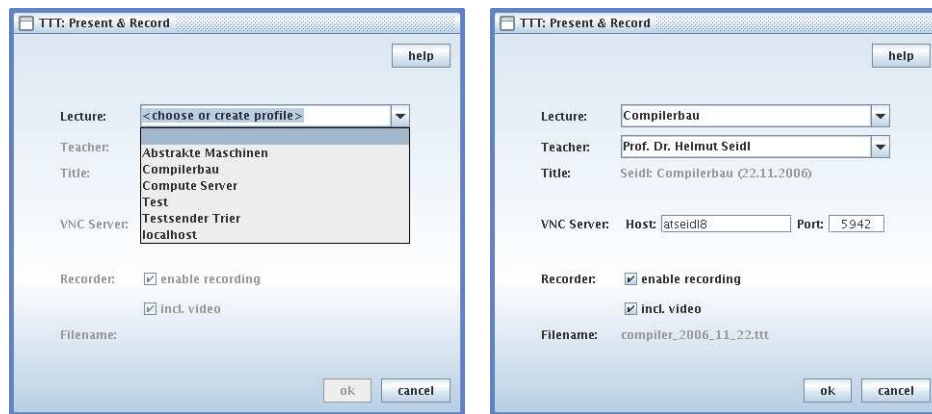 TTT: Present & Record
help
Lecture: <choose or create profile>
Abstrakte Maschinen
Teacher:
Compilerbau
Title:
Compute Server
Test
Testsender Trier
VNC Server:
localhost
Recorder: enable recording
incl. video
Filename:
ok cancel
TTT: Present & Record
help
Lecture: Compilerbau
Teacher: Prof. Dr. Helmut Seidl
Title: Seidl: Compilerbau (22.11.2006)
VNC Server: Host: atseidl8 Port: 5942
Recorder: enable recording
incl. video
Filename: compiler_2006_11_22.ttt
ok cancel